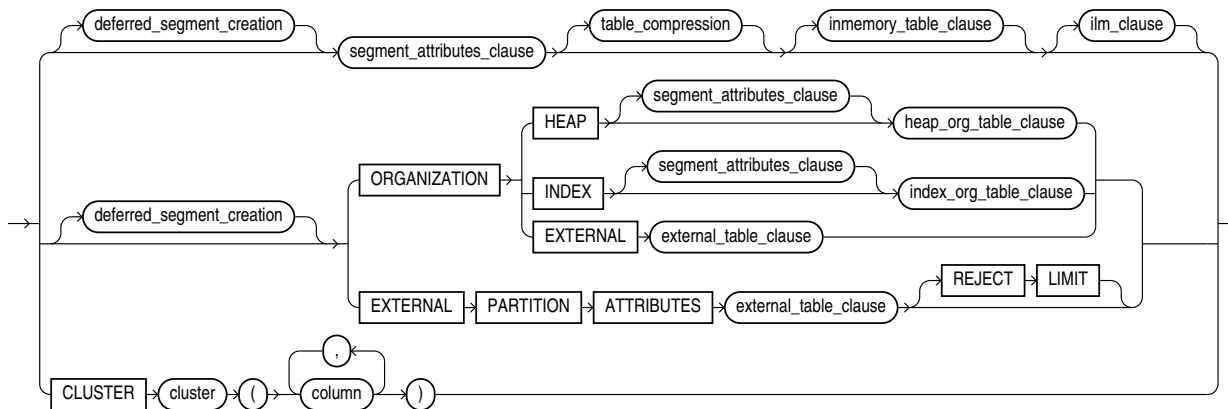 deferred_segment_creation table_compression inmemory_table_clause ilm_clause
segment_attributes_clause
segment_attributes_clause
HEAP heap_org_table_clause
segment_attributes_clause
ORGANIZATION
INDEX index_org_table_clause
deferred_segment_creation
EXTERNAL external_table_clause
REJECT LIMIT
EXTERNAL PARTITION ATTRIBUTES external_table_clause
,
CLUSTER cluster ( column )